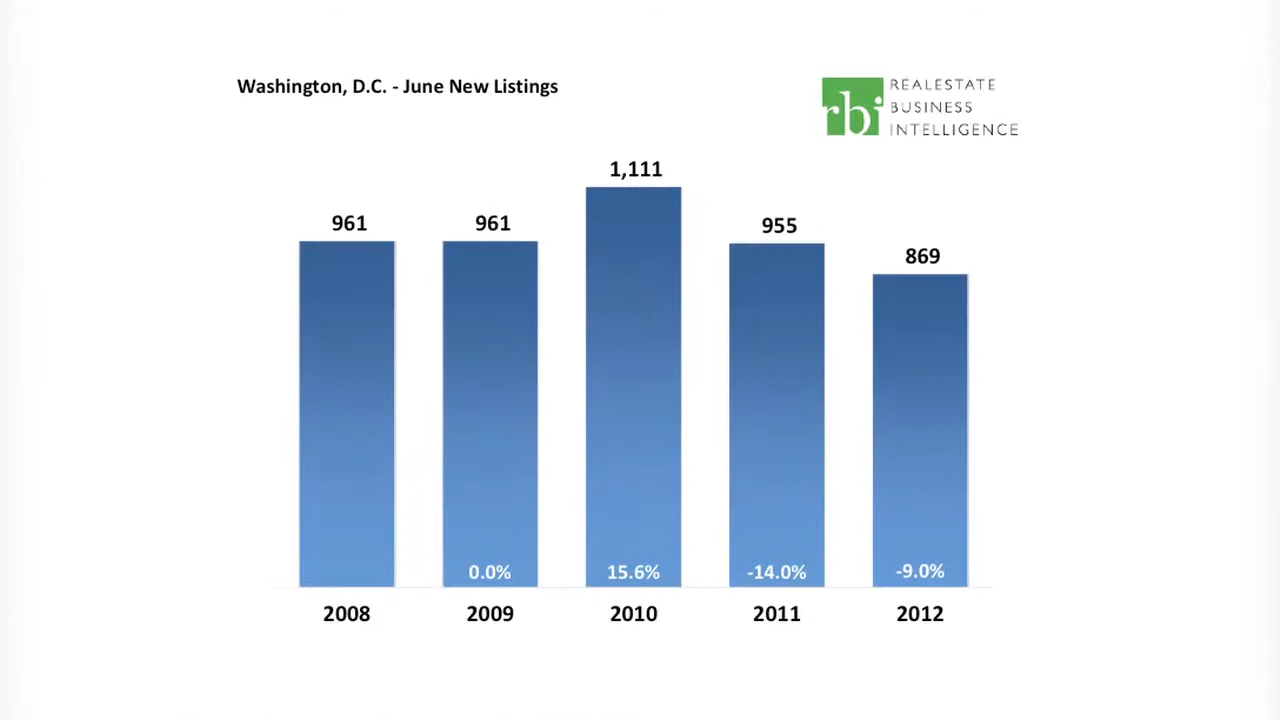 Washington, D.C. - June New Listings
rbi
REALESTATE
BUSINESS
INTELLIGENCE
1,111
961
961
955
869
0.0%
15.6%
-14.0%
-9.0%
2008
2009
2010
2011
2012